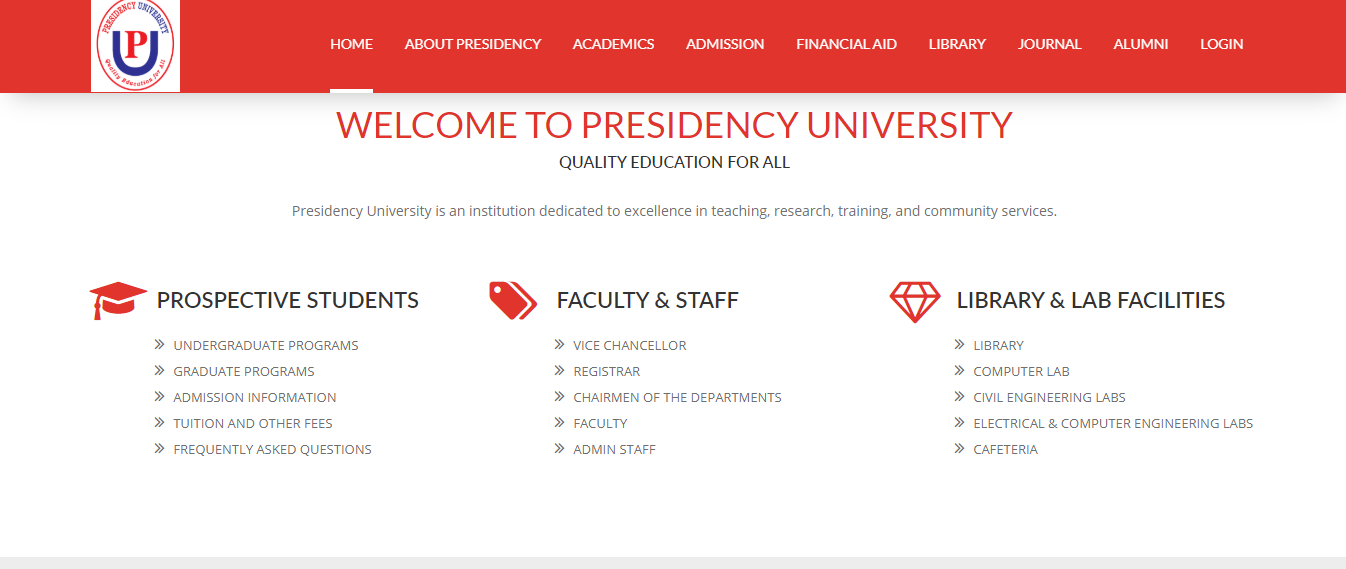 PRESIDENCY UNIVERSITY
PU
Quality Education for All
HOME ABOUT PRESIDENCY ACADEMICS ADMISSION FINANCIAL AID LIBRARY JOURNAL ALUMNI LOGIN
WELCOME TO PRESIDENCY UNIVERSITY
QUALITY EDUCATION FOR ALL
Presidency University is an institution dedicated to excellence in teaching, research, training, and community services.
PROSPECTIVE STUDENTS
UNDERGRADUATE PROGRAMS
GRADUATE PROGRAMS
ADMISSION INFORMATION
TUITION AND OTHER FEES
FREQUENTLY ASKED QUESTIONS
FACULTY & STAFF
VICE CHANCELLOR
REGISTRAR
CHAIRMEN OF THE DEPARTMENTS
FACULTY
ADMIN STAFF
LIBRARY & LAB FACILITIES
LIBRARY
COMPUTER LAB
CIVIL ENGINEERING LABS
ELECTRICAL & COMPUTER ENGINEERING LABS
CAFETERIA